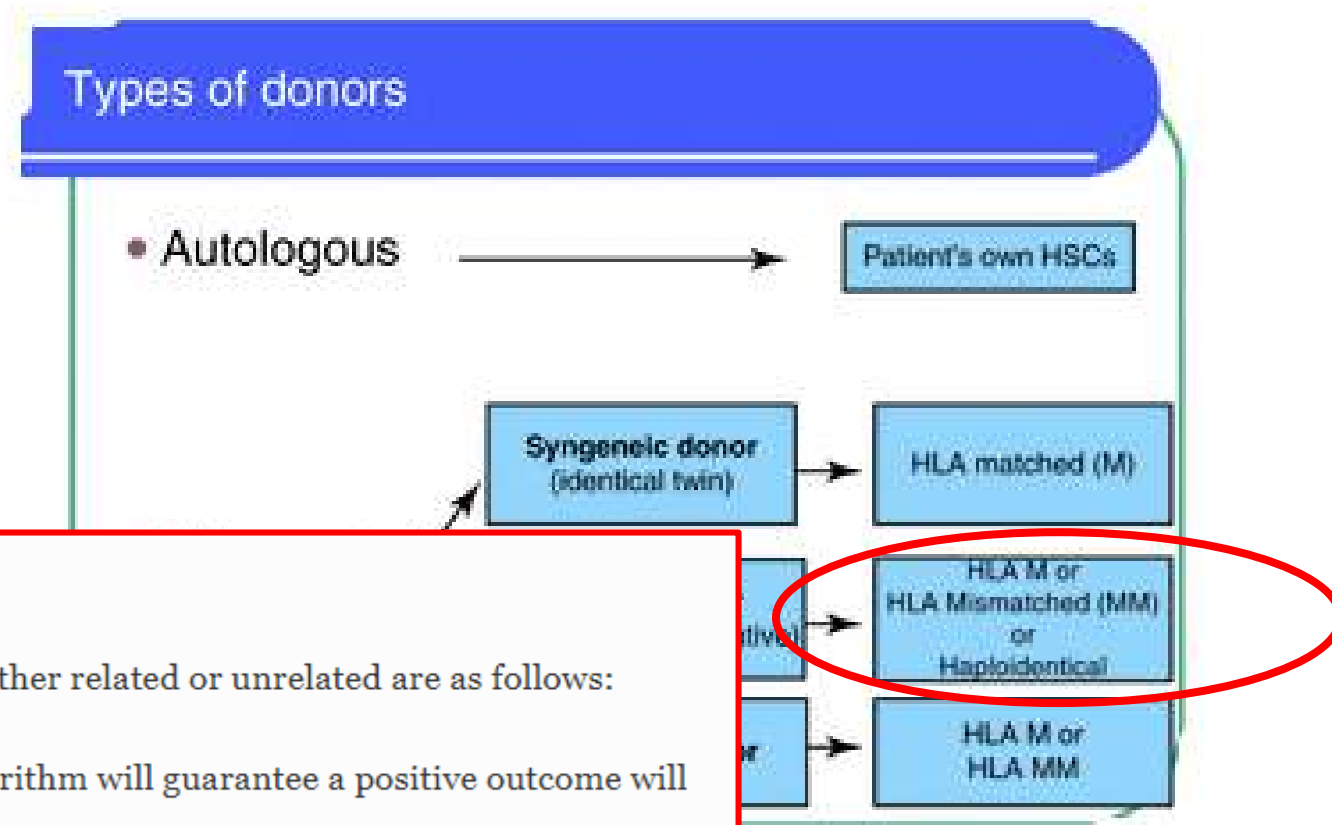 Types of donors
• Autologous
Patient's own HSCs
Syngeneic donor
(identical twin)
HLA matched (M)
HLA M or
HLA Mismatched (MM)
or
Haploidentical
ther related or unrelated are as follows:
HLA M or
HLA MM
rithm will guarantee a positive outcome will